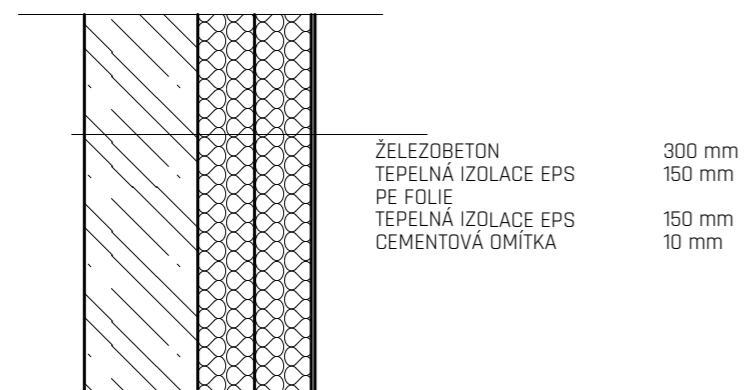 ŽELEZOBETON 300 mm
TEPELNÁ IZOLACE EPS 150 mm
PE FOLIE
TEPELNÁ IZOLACE EPS 150 mm
CEMENTOVÁ OMÍTKA 10 mm